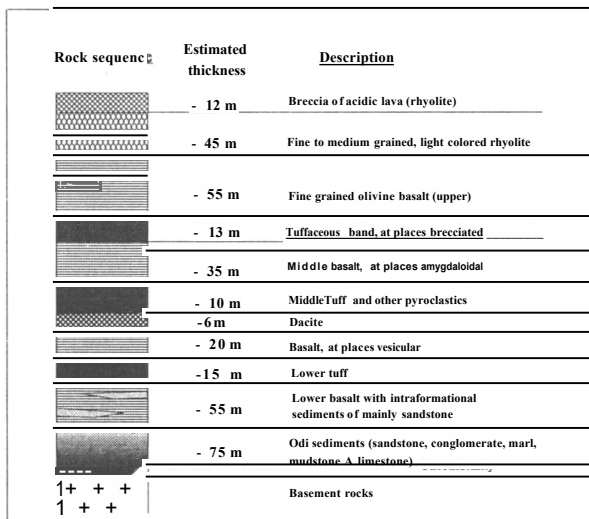 Rock sequenc
Estimated
thickness
Description
- 12 m
Breccia of acidic lava (rhyolite)
- 45 m
Fine to medium grained, light colored rhyolite
- 55 m
Fine grained olivine basalt (upper)
- 13 m
Tuffaceous band, at places brecciated
- 35 m
Middle basalt, at places amygdaloidal
- 10 m
MiddleTuff and other pyroclastics
-6m
Dacite
- 20 m
Basalt, at places vesicular
-15 m
Lower tuff
- 55 m
Lower basalt with intraformational
sediments of mainly sandstone
- 75 m
Odi sediments (sandstone, conglomerate, marl,
mudstone A limestone)
1+ + +
1 + +
Basement rocks